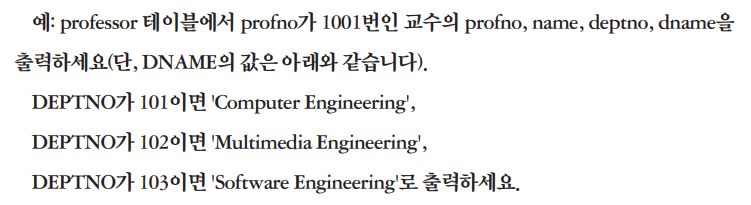 예: professor 테이블에서 profno가 1001번인 교수의 profno, name, deptno, dname을
출력하세요(단, DNAME의 값은 아래와 같습니다).
DEPTNO가 101이면 'Computer Engineering',
DEPTNO가 102이면 'Multimedia Engineering',
DEPTNO가 103이면 'Software Engineering'로 출력하세요.